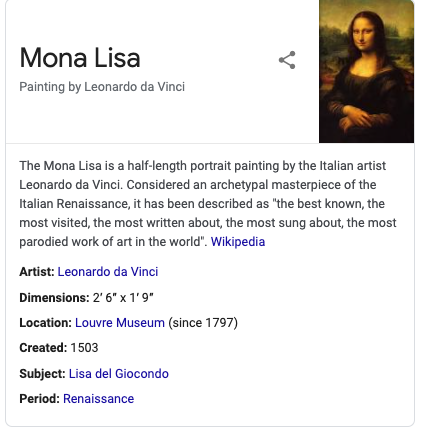 Mona Lisa
Painting by Leonardo da Vinci
The Mona Lisa is a half-length portrait painting by the Italian artist
Leonardo da Vinci. Considered an archetypal masterpiece of the
Italian Renaissance, it has been described as "the best known, the
most visited, the most written about, the most sung about, the most
parodied work of art in the world". Wikipedia
Artist: Leonardo da Vinci
Dimensions: 2′ 6″ x 1′ 9″
Location: Louvre Museum (since 1797)
Created: 1503
Subject: Lisa del Giocondo
Period: Renaissance